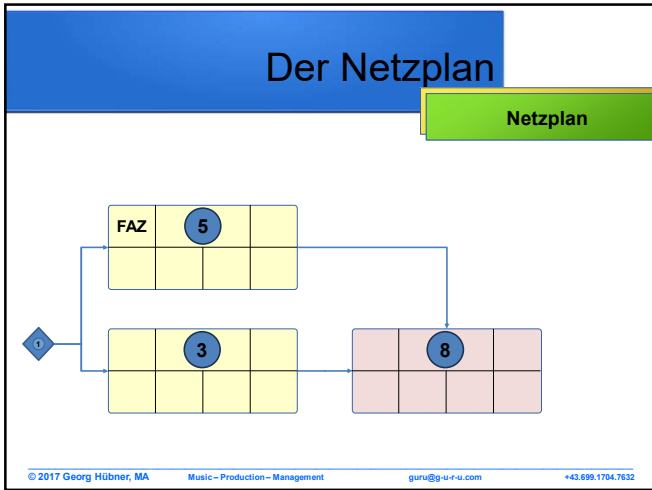 Der Netzplan
Netzplan
FAZ 5
1
3
8
© 2017 Georg Hübner, MA Music – Production – Management guru@g-u-r-u.com +43.699.1704.7632